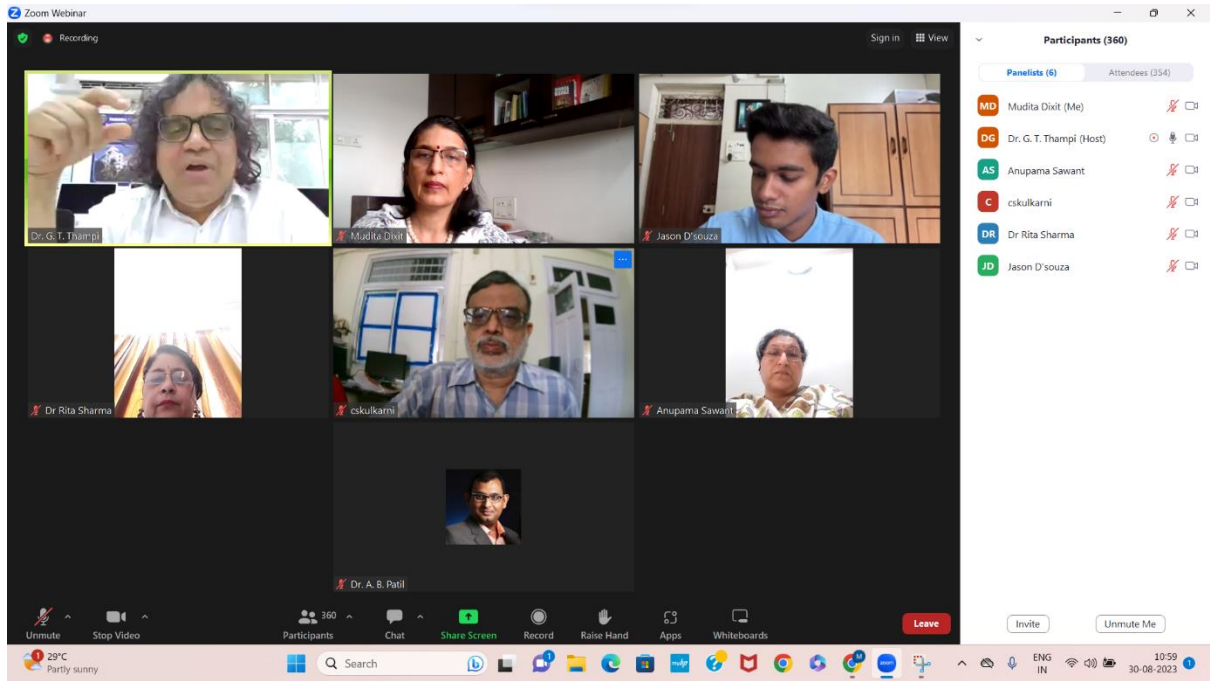 Zoom Webinar
Recording
Sign in
View
Dr. G. T. Thampi
Mudita Dixit
Jason D'souza
Dr Rita Sharma
cskulkarni
Anupama Sawant
Dr. A. B. Patil
Participants (360)
Panelists (6)
Attendees (354)
MD Mudita Dixit (Me)
DG Dr. G. T. Thampi (Host)
AS Anupama Sawant
C cskulkarni
DR Dr Rita Sharma
JD Jason D'souza
Unmute
Stop Video
360
Participants
Chat
Share Screen
Record
Raise Hand
Apps
Whiteboards
Leave
Invite
Unmute Me
1
29°C
Partly sunny
Search
ENG
IN
10:59
30-08-2023
1